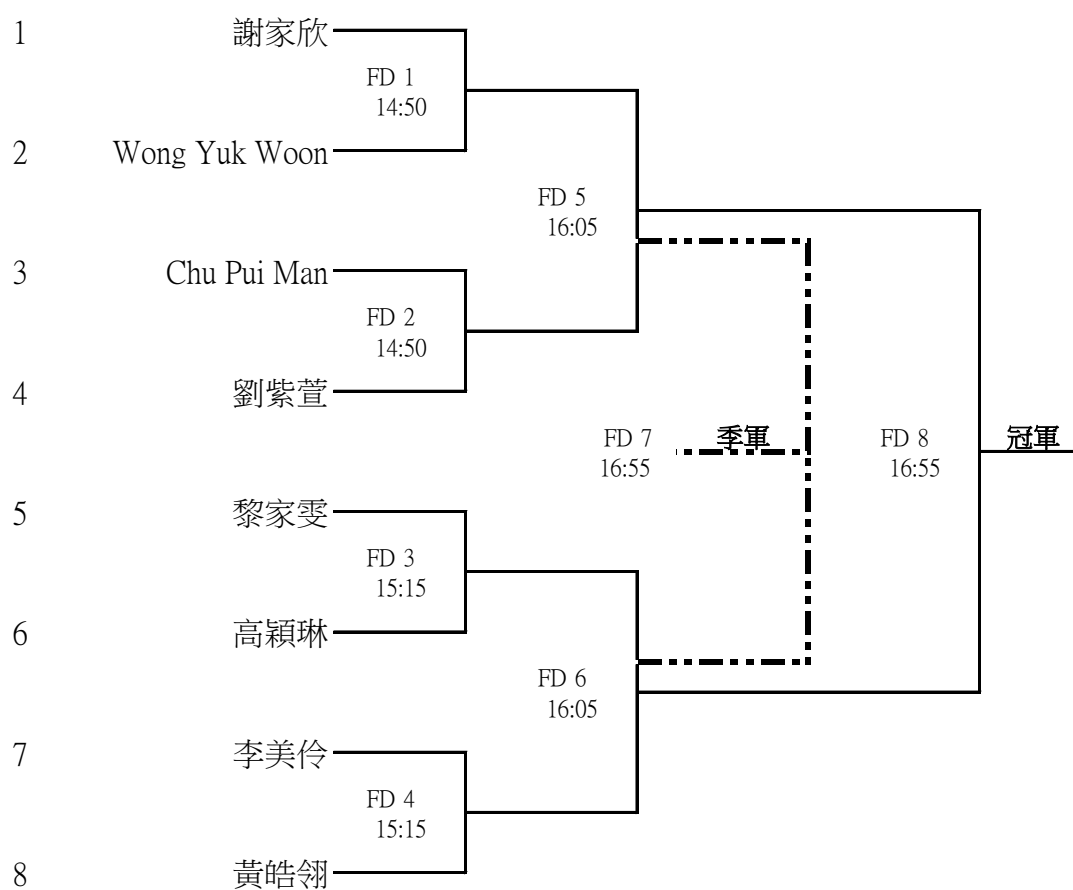 1 謝家欣
FD 1
14:50
2 Wong Yuk Woon
FD 5
16:05
3 Chu Pui Man
FD 2
14:50
4 劉紫萱
FD 7 季軍 FD 8 冠軍
16:55 16:55
5 黎家雯
FD 3
15:15
6 高穎琳
FD 6
16:05
7 李美伶
FD 4
15:15
8 黃皓翎